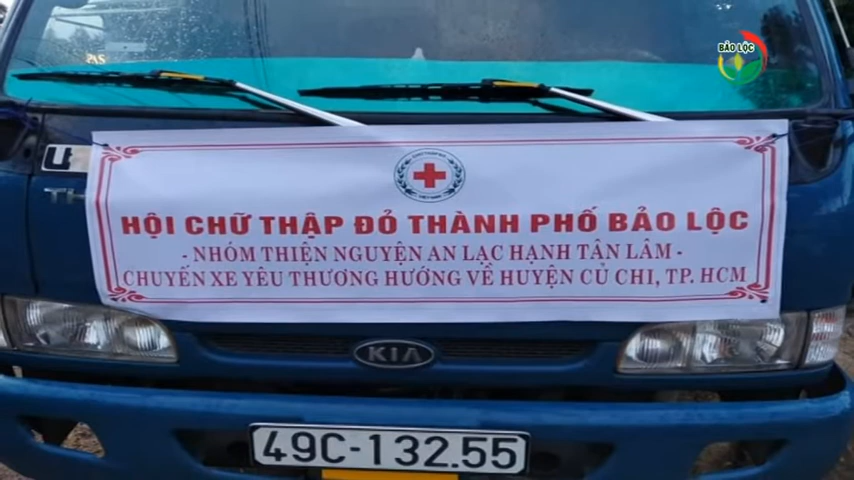 BẢO LỘC
HỘI CHỮ THẬP ĐỎ THÀNH PHỐ BẢO LỘC
-NHÓM THIỆN NGUYỆN AN LẠC HẠNH TÂN LÂM-
CHUYẾN XE YÊU THƯƠNG HƯỚNG VỀ HUYỆN CỦ CHI, TP. HCM
KIA
49C-132.55